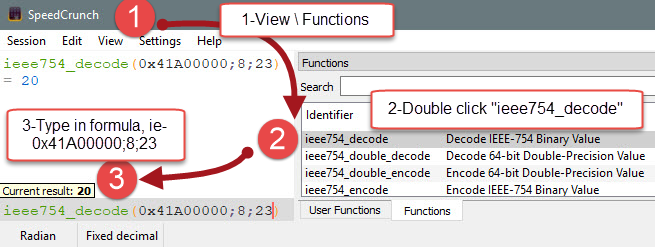 SpeedCrunch
1
1-View \ Functions
Session Edit View Settings Help
ieee754_decode(0x41A00000;8;23)
= 20
Functions
Search
2-Double click "ieee754_decode"
Identifier
3-Type in formula, ie-
0x41A00000;8;23
2
ieee754_decode Decode IEEE-754 Binary Value
ieee754_double_decode Decode 64-bit Double-Precision Value
ieee754_double_encode Encode 64-bit Double-Precision Value
ieee754_encode Encode IEEE-754 Binary Value
3
Current result: 20
ieee754_decode(0x41A00000;8;23)
User Functions Functions
Radian Fixed decimal